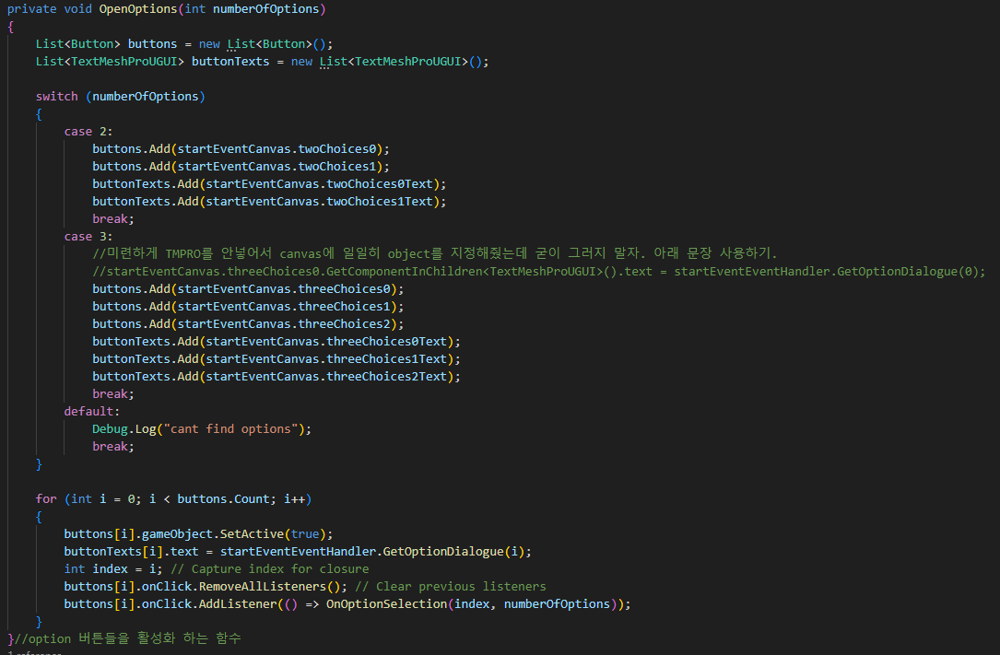 private void OpenOptions(int numberOfOptions)
{
    List<Button> buttons = new List<Button>();
    List<TextMeshProUGUI> buttonTexts = new List<TextMeshProUGUI>();

    switch (numberOfOptions)
    {
        case 2:
            buttons.Add(startEventCanvas.twoChoices0);
            buttons.Add(startEventCanvas.twoChoices1);
            buttonTexts.Add(startEventCanvas.twoChoices0Text);
            buttonTexts.Add(startEventCanvas.twoChoices1Text);
            break;
        case 3:
            //미련하게 TMPRO를 안넣어서 canvas에 일일히 object를 지정해줬는데 굳이 그러지 말자. 아래 문장 사용하기.
            //startEventCanvas.threeChoices0.GetComponentInChildren<TextMeshProUGUI>().text = startEventEventHandler.GetOptionDialogue(0);
            buttons.Add(startEventCanvas.threeChoices0);
            buttons.Add(startEventCanvas.threeChoices1);
            buttons.Add(startEventCanvas.threeChoices2);
            buttonTexts.Add(startEventCanvas.threeChoices0Text);
            buttonTexts.Add(startEventCanvas.threeChoices1Text);
            buttonTexts.Add(startEventCanvas.threeChoices2Text);
            break;
        default:
            Debug.Log("cant find options");
            break;
    }

    for (int i = 0; i < buttons.Count; i++)
    {
        buttons[i].gameObject.SetActive(true);
        buttonTexts[i].text = startEventEventHandler.GetOptionDialogue(i);
        int index = i; // Capture index for closure
        buttons[i].onClick.RemoveAllListeners(); // Clear previous listeners
        buttons[i].onClick.AddListener(() => OnOptionSelection(index, numberOfOptions));
    }
}//option 버튼들을 활성화 하는 함수